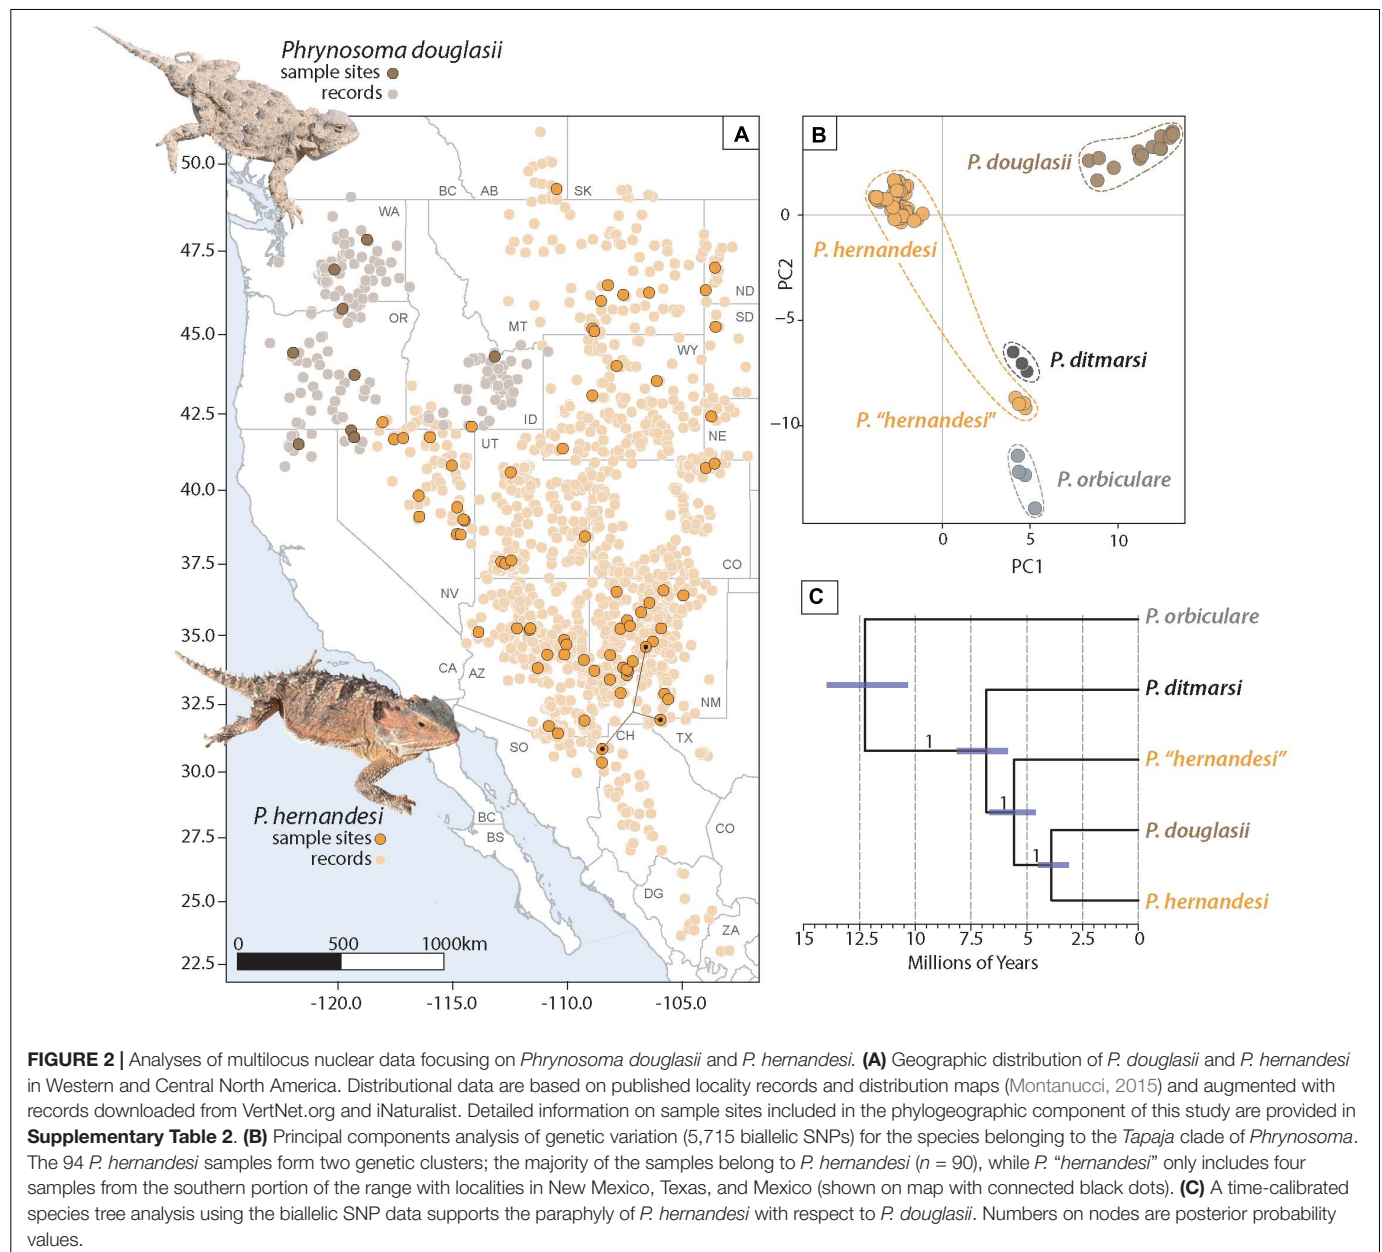 Phrynosoma douglasii
sample sites
records
A
50.0
47.5
45.0
42.5
40.0
37.5
35.0
32.5
30.0
27.5
25.0
22.5
BC
AB
SK
WA
OR
MT
ND
SD
WY
ID
UT
NE
NV
CO
CA
AZ
NM
SO
CH
TX
BC
BS
CO
DG
ZA
P. hernandesi
sample sites
records
0 500 1000km
-120.0 -115.0 -110.0 -105.0
B
P. douglasii
P. hernandesi
P. ditmarsi
P. "hernandesi"
P. orbiculare
PC2
0
−5
−10
0 5 10
PC1
C
P. orbiculare
P. ditmarsi
P. “hernandesi”
P. douglasii
P. hernandesi
1
1
1
15 12.5 10 7.5 5 2.5 0
Millions of Years
FIGURE 2 | Analyses of multilocus nuclear data focusing on Phrynosoma douglasii and P. hernandesi. (A) Geographic distribution of P. douglasii and P. hernandesi
in Western and Central North America. Distributional data are based on published locality records and distribution maps (Montanucci, 2015) and augmented with
records downloaded from VertNet.org and iNaturalist. Detailed information on sample sites included in the phylogeographic component of this study are provided in
Supplementary Table 2. (B) Principal components analysis of genetic variation (5,715 biallelic SNPs) for the species belonging to the Tapaja clade of Phrynosoma.
The 94 P. hernandesi samples form two genetic clusters; the majority of the samples belong to P. hernandesi (n = 90), while P. “hernandesi” only includes four
samples from the southern portion of the range with localities in New Mexico, Texas, and Mexico (shown on map with connected black dots). (C) A time-calibrated
species tree analysis using the biallelic SNP data supports the paraphyly of P. hernandesi with respect to P. douglasii. Numbers on nodes are posterior probability
values.